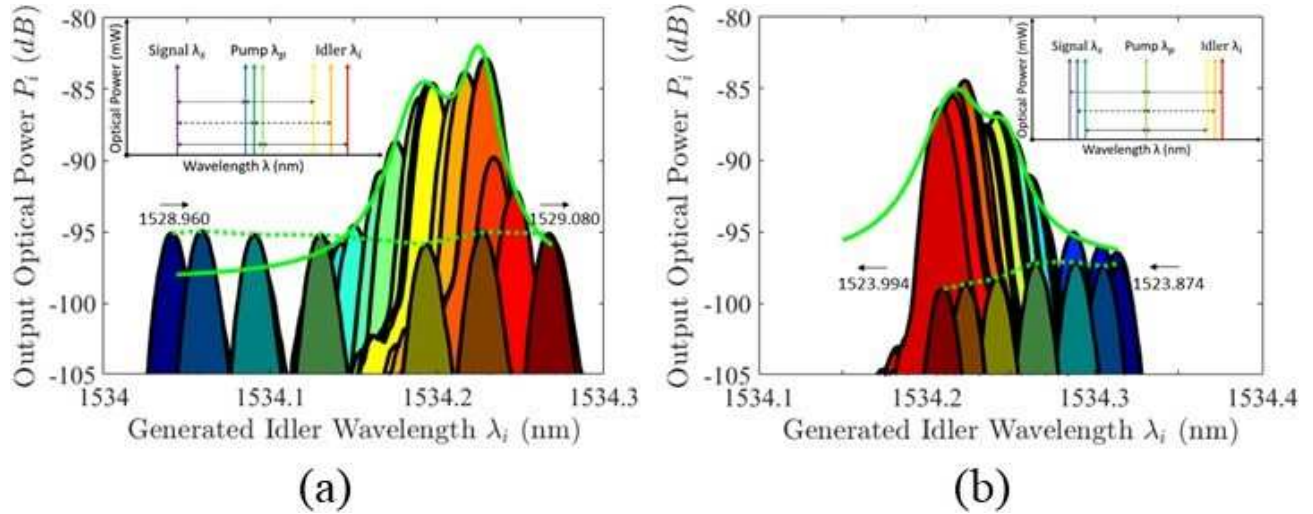 -80
-85
-90
-95
-100
-105
Output Optical Power P_i (dB)
Optical Power (mW)
Signal λ_s Pump λ_p Idler λ_i
Wavelength λ (nm)
1528.960
1529.080
1534 1534.1 1534.2 1534.3
Generated Idler Wavelength λ_i (nm)
(a)
-80
-85
-90
-95
-100
-105
Output Optical Power P_i (dB)
Optical Power (mW)
Signal λ_s Pump λ_p Idler λ_i
Wavelength λ (nm)
1523.994
1523.874
1534.1 1534.2 1534.3 1534.4
Generated Idler Wavelength λ_i (nm)
(b)